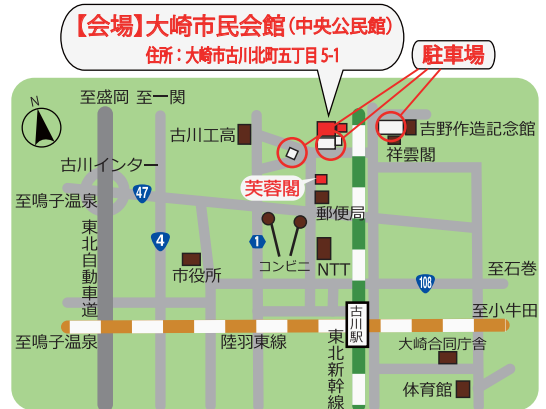 【会場】大崎市民会館（中央公民館）
住所：大崎市古川北町五丁目 5-1
駐車場
N
至盛岡 至一関
古川工高
吉野作造記念館
祥雲閣
古川インター
芙蓉閣
47
至鳴子温泉
郵便局
東北自動車道
4
1
コンビニ
NTT
市役所
至石巻
108
至小牛田
古川駅
至鳴子温泉
陸羽東線
東北新幹線
大崎合同庁舎
体育館